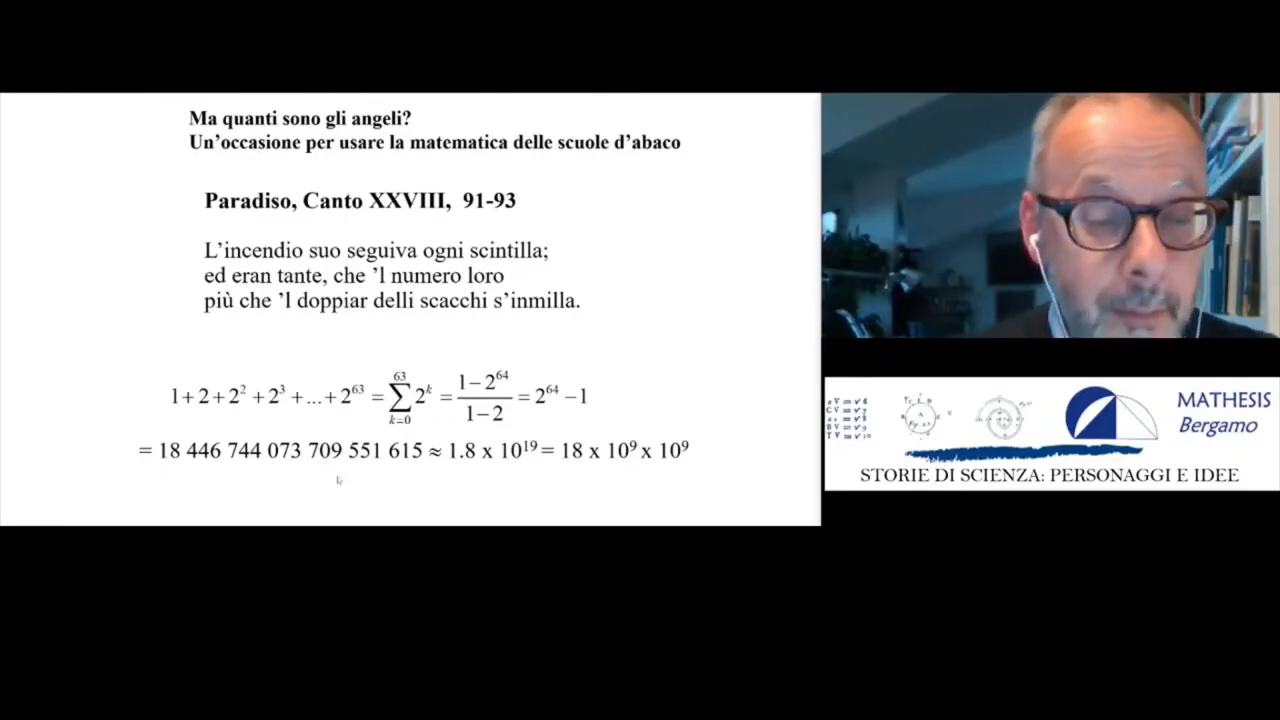 Ma quanti sono gli angeli?
Un'occasione per usare la matematica delle scuole d'abaco
Paradiso, Canto XXVIII, 91-93
L'incendio suo seguiva ogni scintilla;
ed eran tante, che 'l numero loro
più che 'l doppiar delli scacchi s'inmilla.
1+2+2²+2³+...+2⁶³ = ∑_{k=0}^{63} 2ᵏ = (1−2⁶⁴)/(1−2) = 2⁶⁴ −1
= 18 446 744 073 709 551 615 ≈ 1.8 x 10¹⁹ = 18 x 10⁹ x 10⁹
MATHESIS
Bergamo
STORIE DI SCIENZA: PERSONAGGI E IDEE